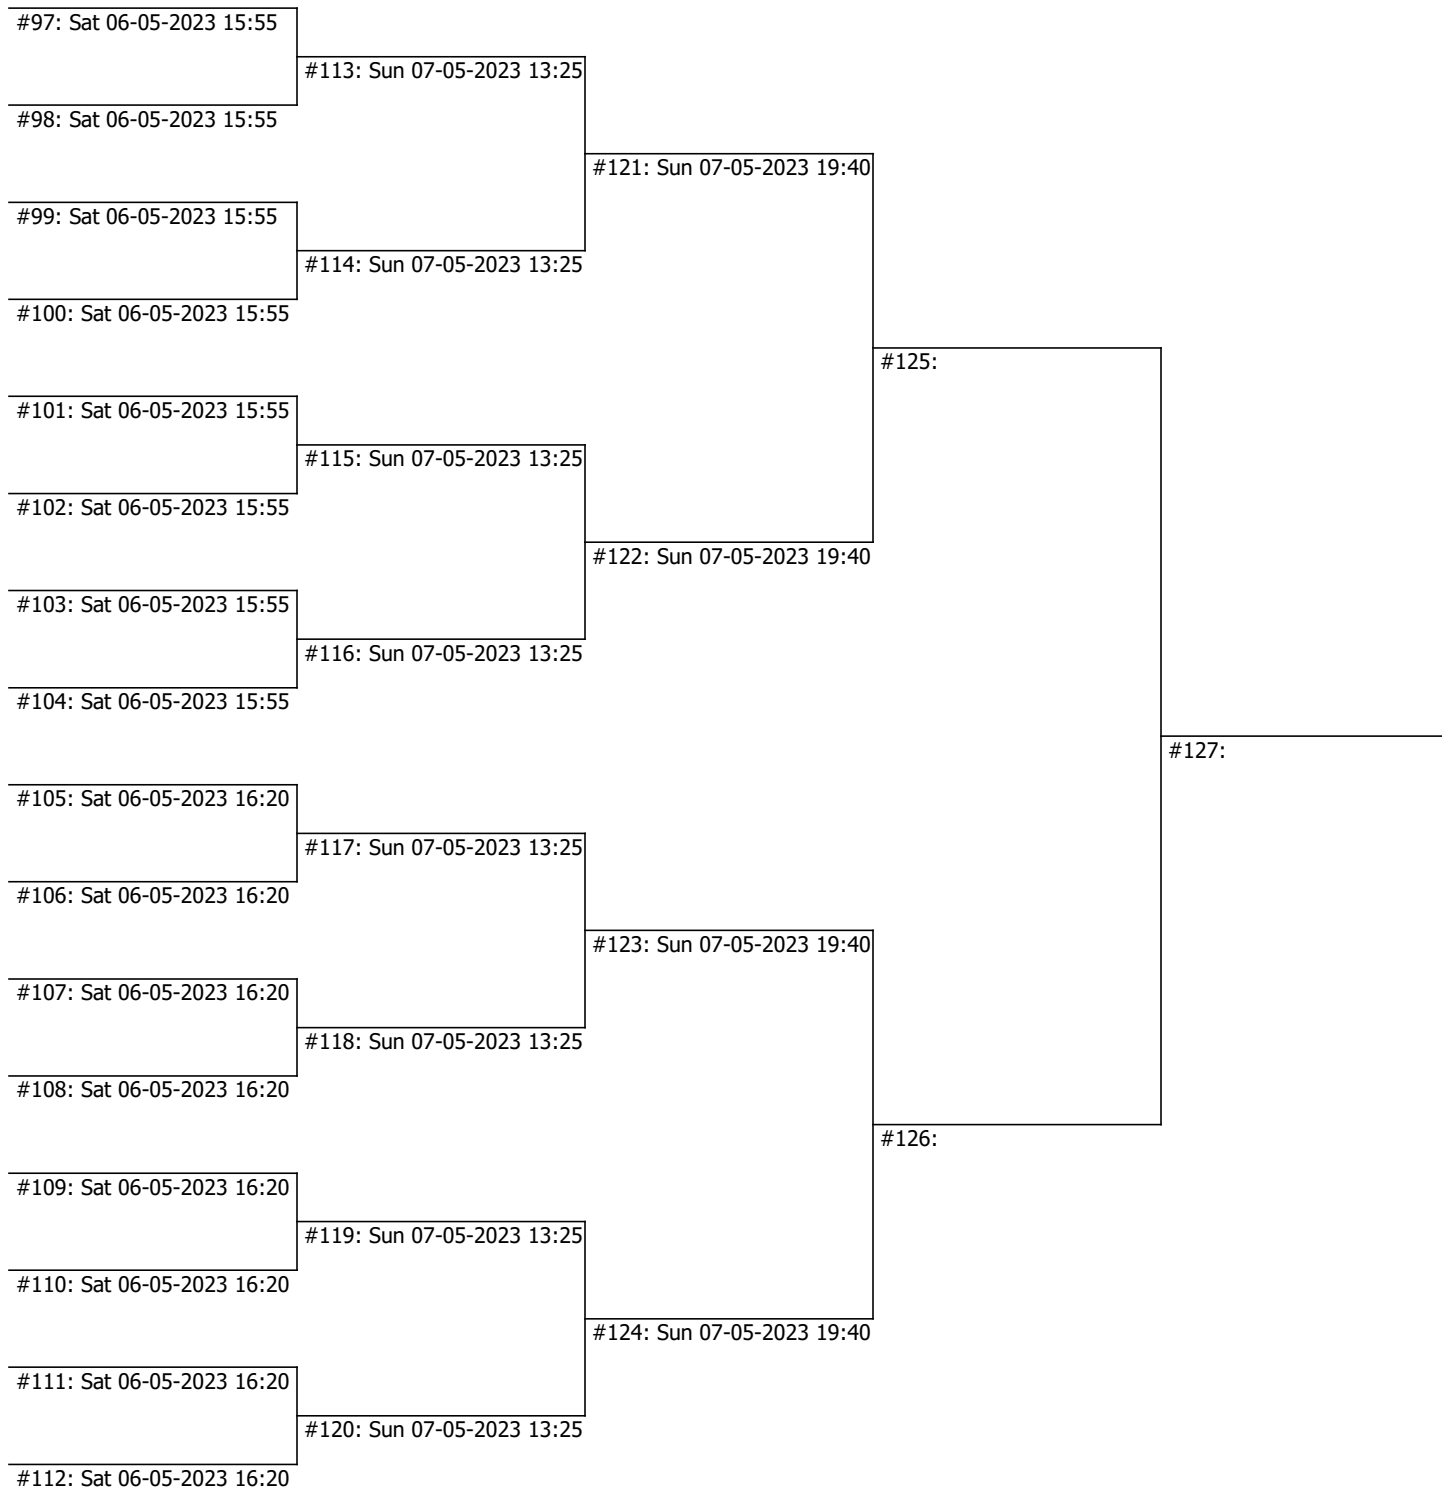 #97: Sat 06-05-2023 15:55
#113: Sun 07-05-2023 13:25
#98: Sat 06-05-2023 15:55
#121: Sun 07-05-2023 19:40
#99: Sat 06-05-2023 15:55
#114: Sun 07-05-2023 13:25
#100: Sat 06-05-2023 15:55
#125:
#101: Sat 06-05-2023 15:55
#115: Sun 07-05-2023 13:25
#102: Sat 06-05-2023 15:55
#122: Sun 07-05-2023 19:40
#103: Sat 06-05-2023 15:55
#116: Sun 07-05-2023 13:25
#104: Sat 06-05-2023 15:55
#127:
#105: Sat 06-05-2023 16:20
#117: Sun 07-05-2023 13:25
#106: Sat 06-05-2023 16:20
#123: Sun 07-05-2023 19:40
#107: Sat 06-05-2023 16:20
#118: Sun 07-05-2023 13:25
#108: Sat 06-05-2023 16:20
#126:
#109: Sat 06-05-2023 16:20
#119: Sun 07-05-2023 13:25
#110: Sat 06-05-2023 16:20
#124: Sun 07-05-2023 19:40
#111: Sat 06-05-2023 16:20
#120: Sun 07-05-2023 13:25
#112: Sat 06-05-2023 16:20